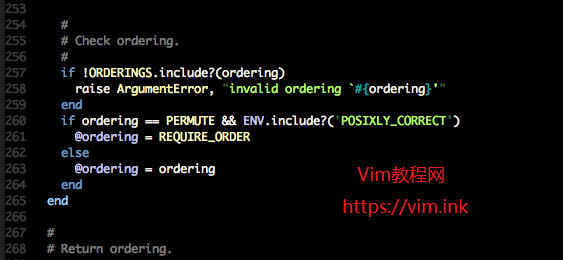 253
254 #
255 # Check ordering.
256 #
257 if !ORDERINGS.include?(ordering)
258 raise ArgumentError, "invalid ordering `#{ordering}'"
259 end
260 if ordering == PERMUTE && ENV.include?('POSIXLY_CORRECT')
261 @ordering = REQUIRE_ORDER
262 else
263 @ordering = ordering
264 end
265 end
266
267 #
268 # Return ordering.
Vim教程网
https://vim.ink